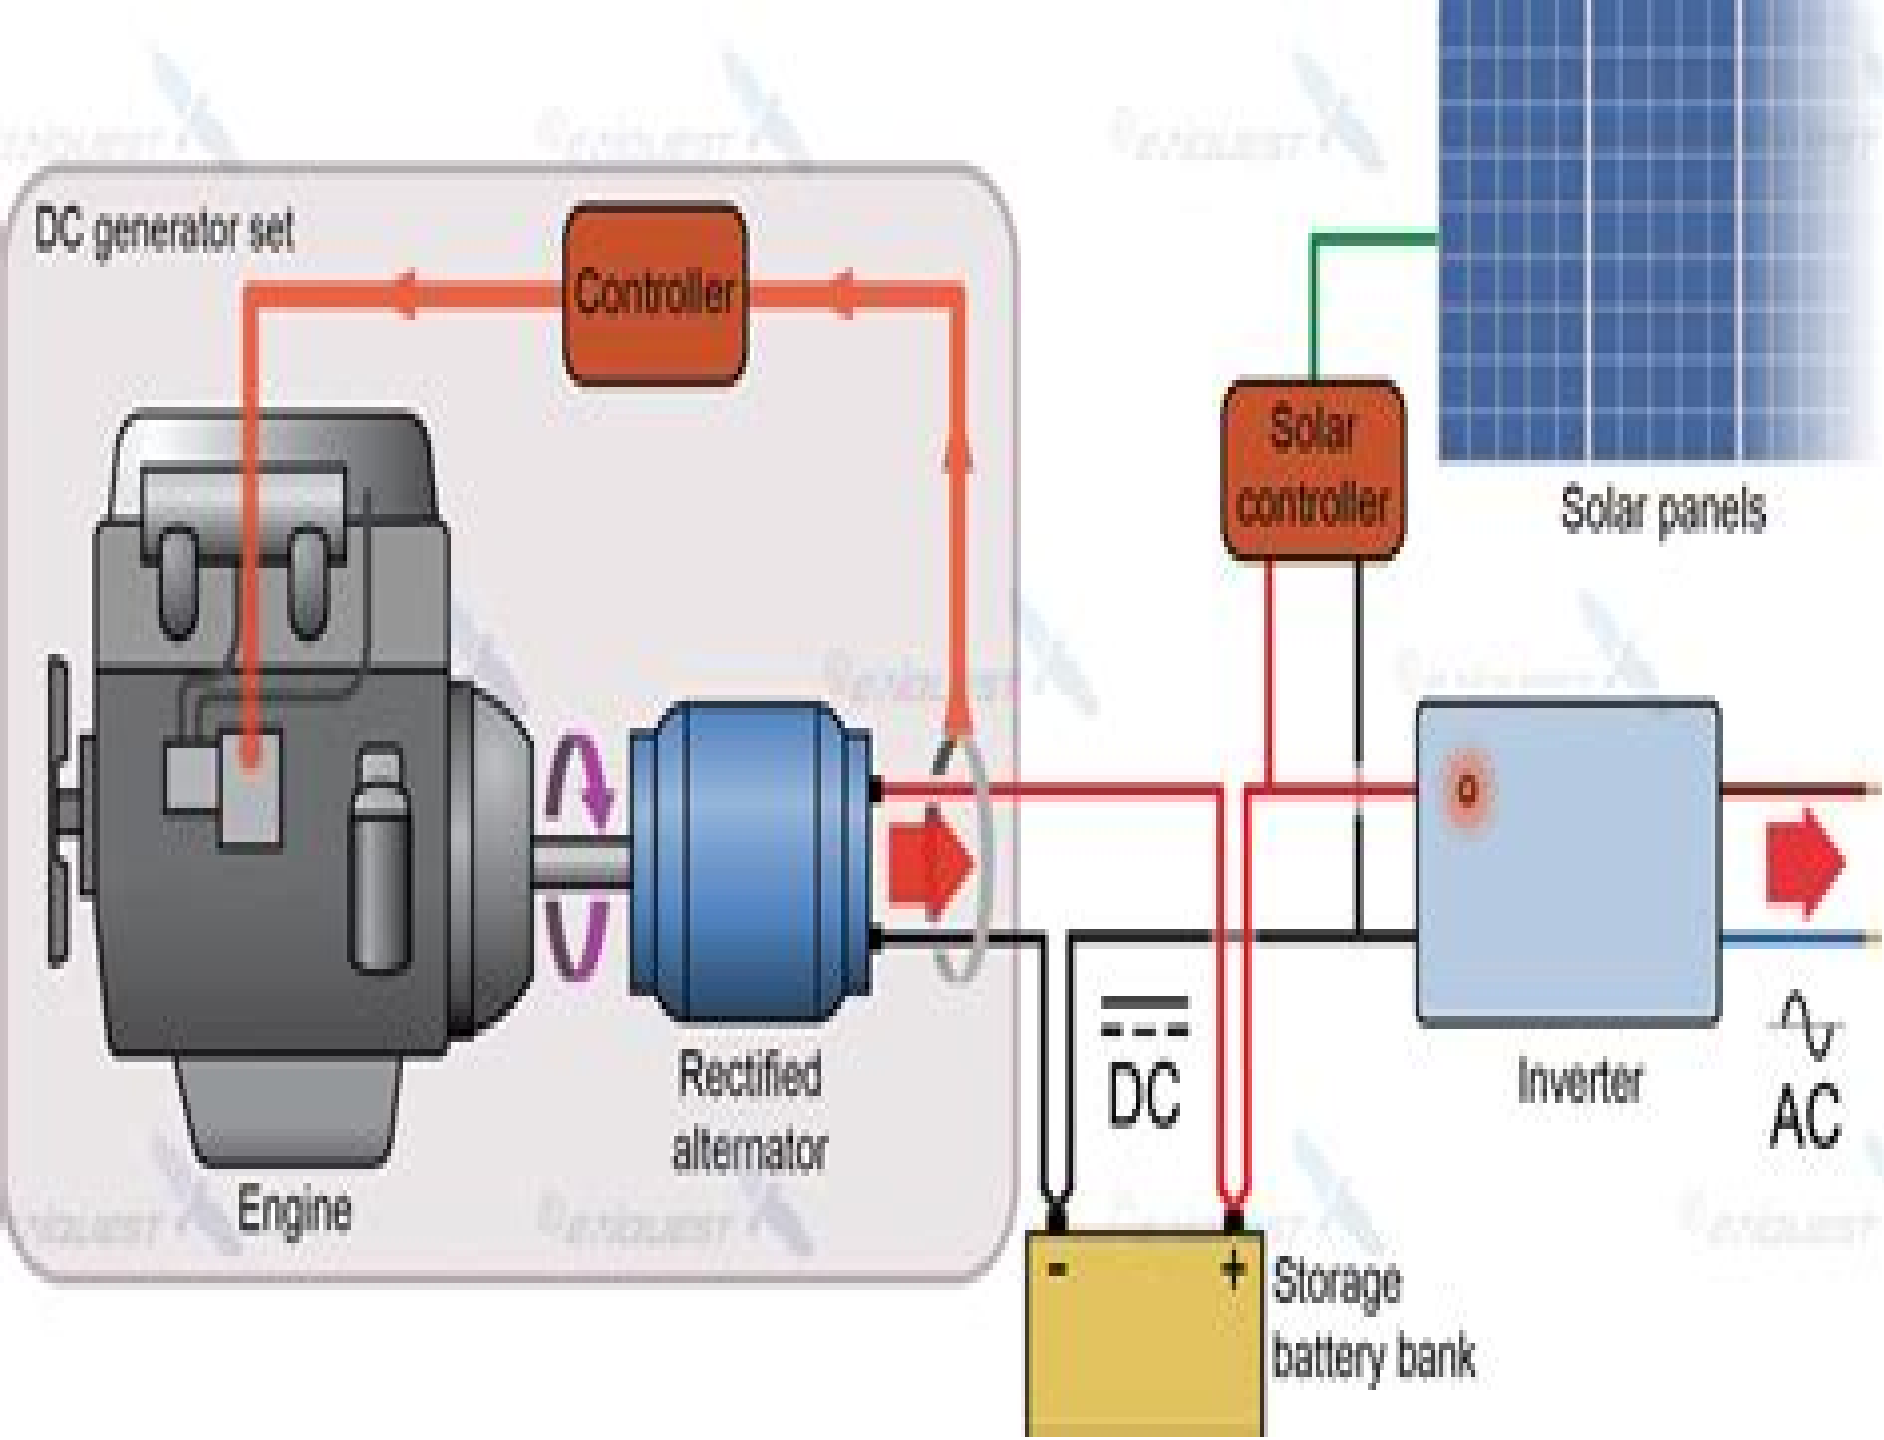 DC generator set
Controller
Solar
controller
Solar panels
Rectified
alternator
Engine
DC
Inverter
AC
-
+
Storage
battery bank